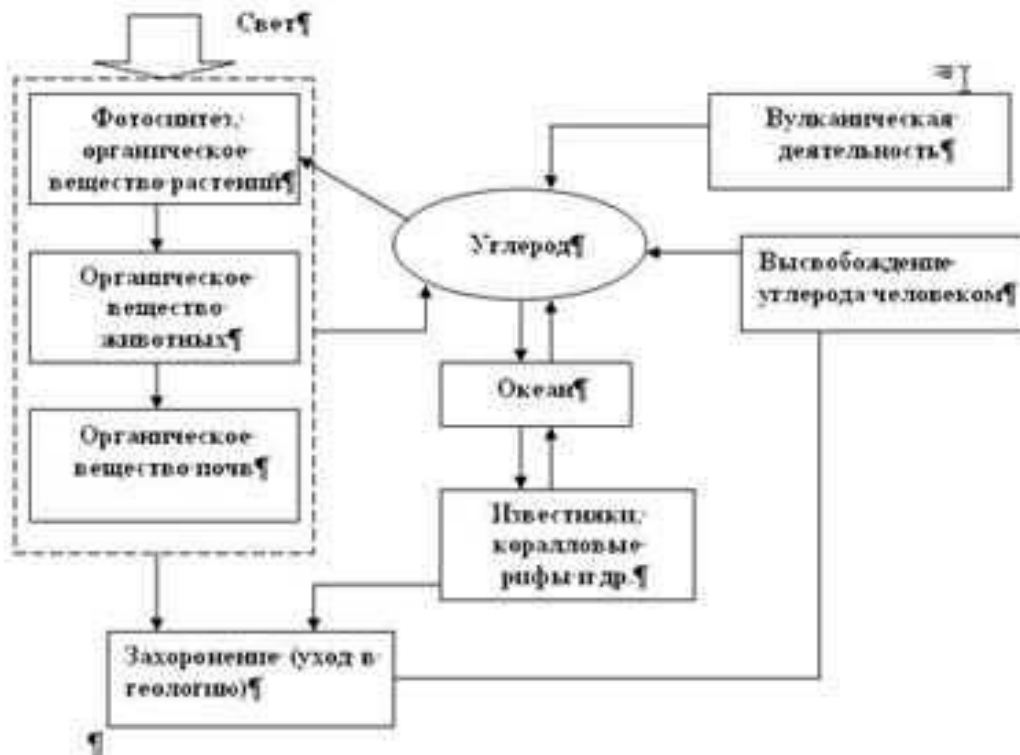 Свет¶
Фотосинтез,
органическое
вещество растений¶
Органическое
вещество
животных¶
Органическое
вещество почв¶
Углерод¶
Вулканическая
деятельность¶
Высвобождение
углерода человеком¶
Океан¶
Известняки,
коралловые
рифы и др.¶
Захоронение (уход в
геологию)¶
¶